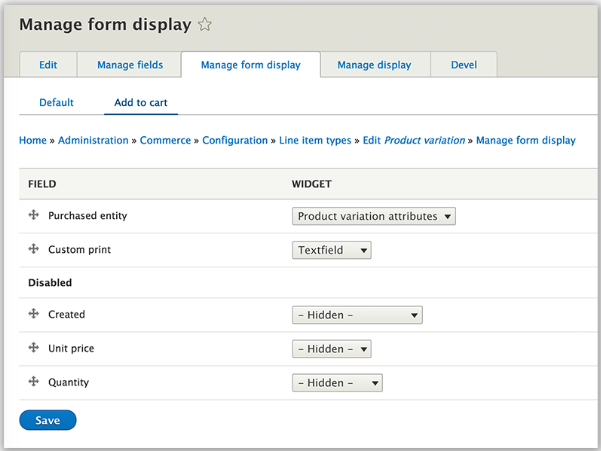 Manage form display
Edit Manage fields Manage form display Manage display Devel
Default Add to cart
Home » Administration » Commerce » Configuration » Line item types » Edit Product variation » Manage form display
FIELD WIDGET
Purchased entity Product variation attributes
Custom print Textfield
Disabled
Created - Hidden -
Unit price - Hidden -
Quantity - Hidden -
Save